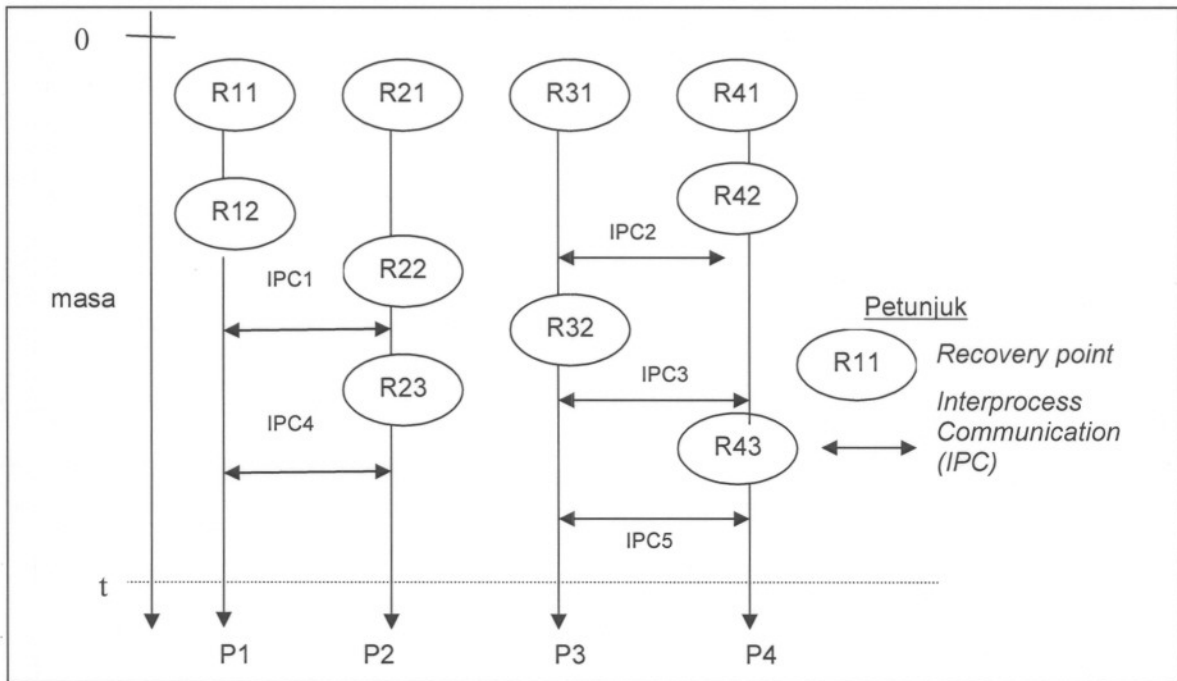 0
R11 R21 R31 R41
R12 R42
IPC2
IPC1 R22
masa
R32
Petunjuk
R11 Recovery point
R23 IPC3
Interprocess
Communication
(IPC)
IPC4
R43
IPC5
t
P1 P2 P3 P4